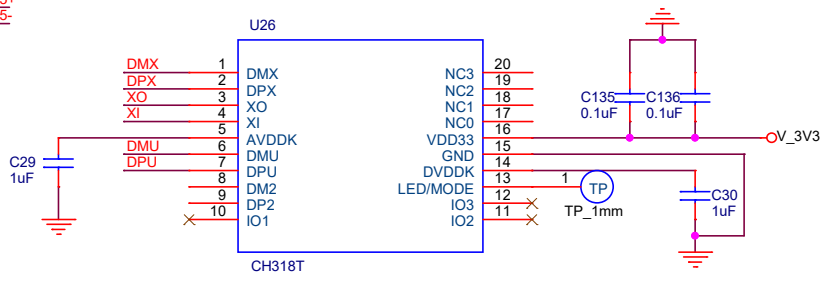 5-
U26
DMX 1 DMX NC3 20
DPX 2 DPX NC2 19
XO 3 XO NC1 18
XI 4 XI NC0 17
5 AVDDK VDD33 16
DMU 6 DMU GND 15
DPU 7 DPU DVDDK 14
8 DM2 LED/MODE 13
9 DP2 IO3 12
10 IO1 IO2 11
CH318T
C29
1uF
C135 C136
0.1uF 0.1uF
V_3V3
1 TP
TP_1mm
C30
1uF